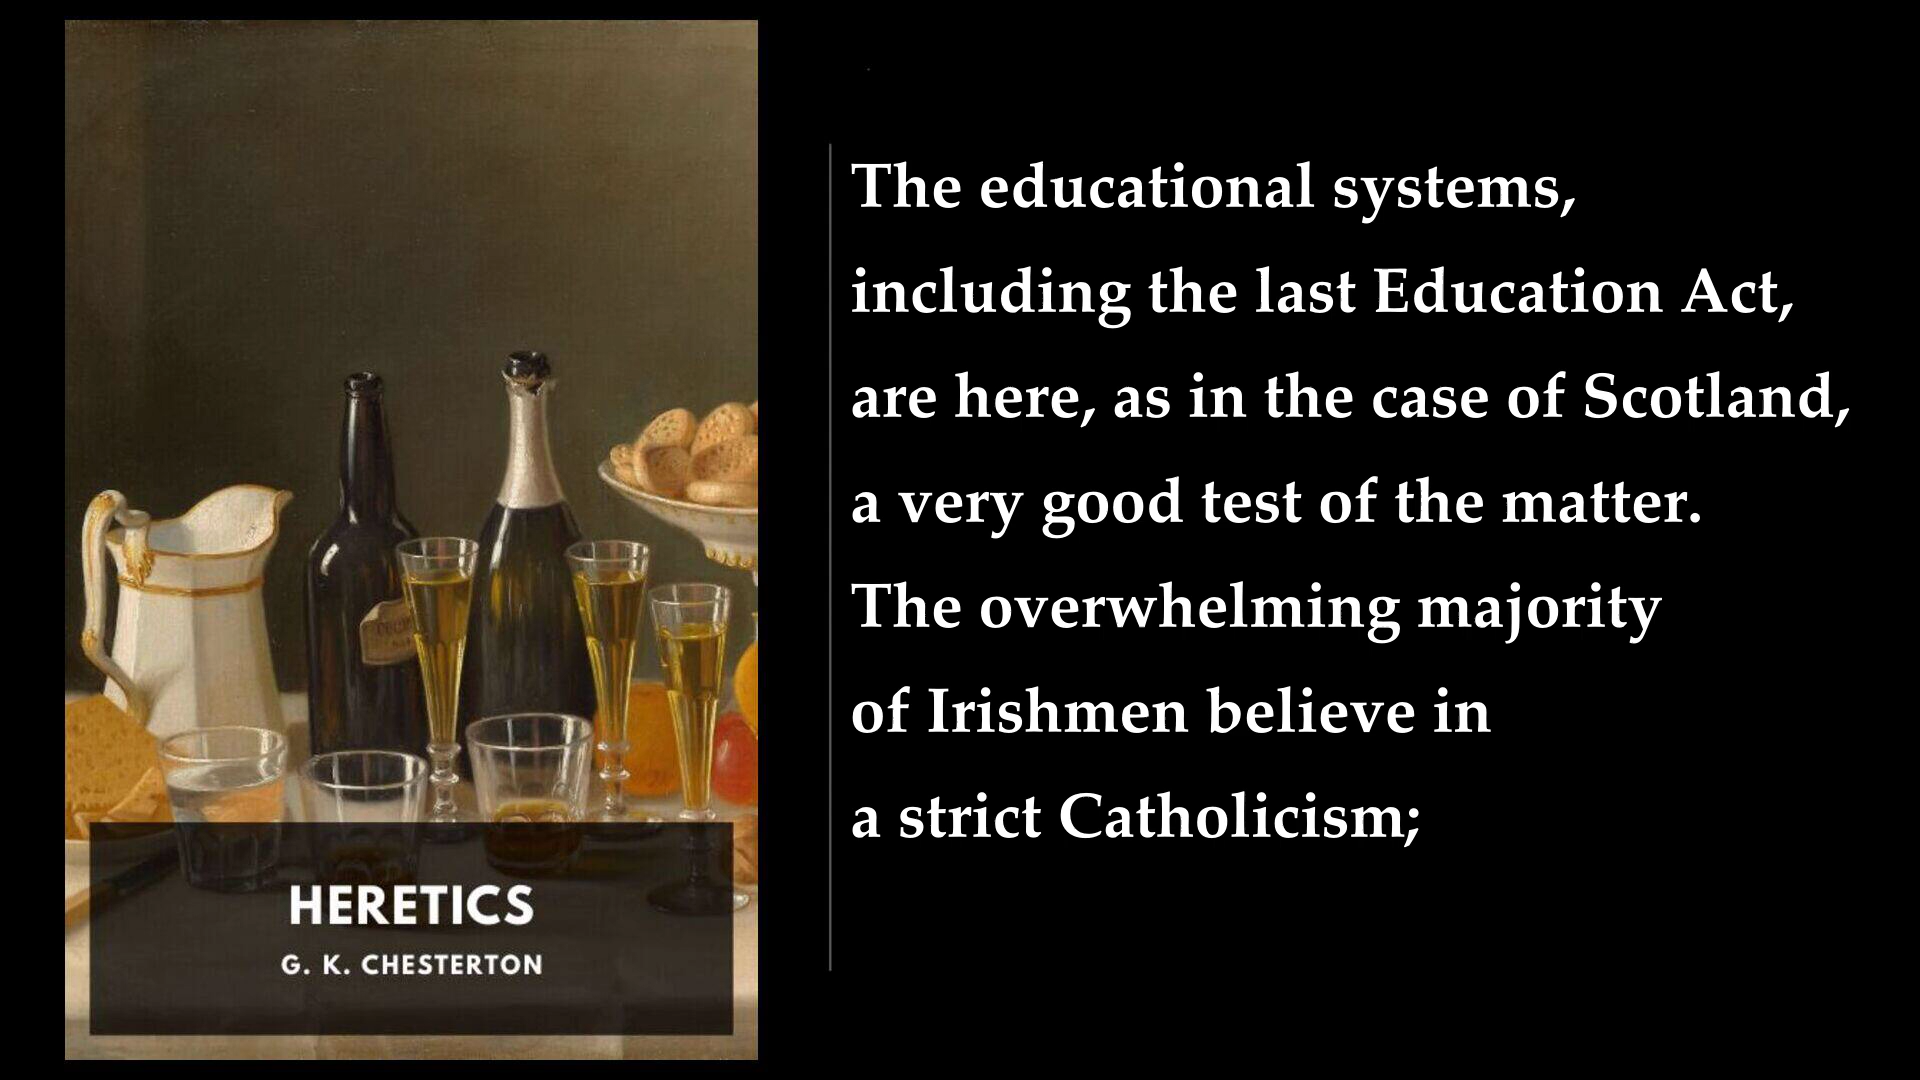 The educational systems,
including the last Education Act,
are here, as in the case of Scotland,
a very good test of the matter.
The overwhelming majority
of Irishmen believe in
a strict Catholicism;
HERETICS
G. K. CHESTERTON